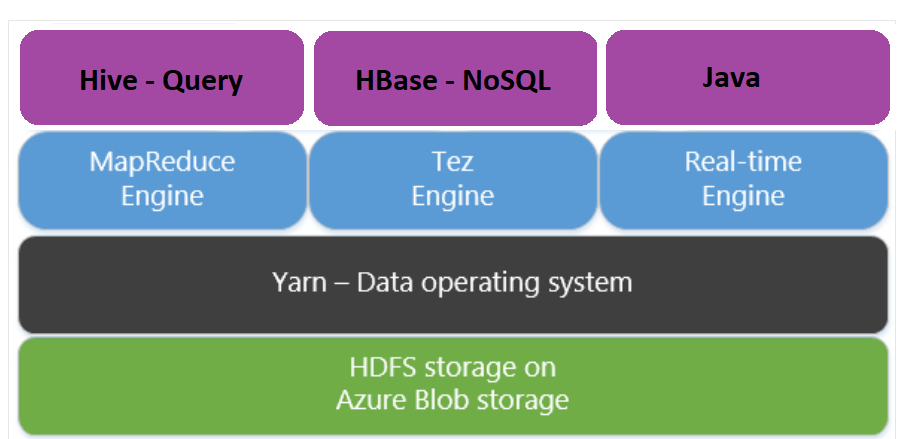 Hive - Query
HBase - NoSQL
Java
MapReduce
Engine
Tez
Engine
Real-time
Engine
Yarn – Data operating system
HDFS storage on
Azure Blob storage